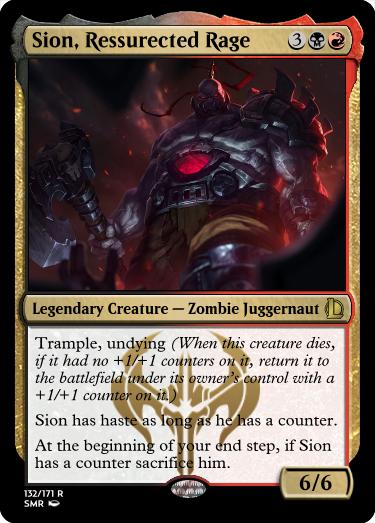 Sion, Ressurected Rage 3
Legendary Creature — Zombie Juggernaut
Trample, undying (When this creature dies,
if it had no +1/+1 counters on it, return it to
the battlefield under its owner's control with a
+1/+1 counter on it.)
Sion has haste as long as he has a counter.
At the beginning of your end step, if Sion
has a counter sacrifice him.
6/6
132/171 R
SMR